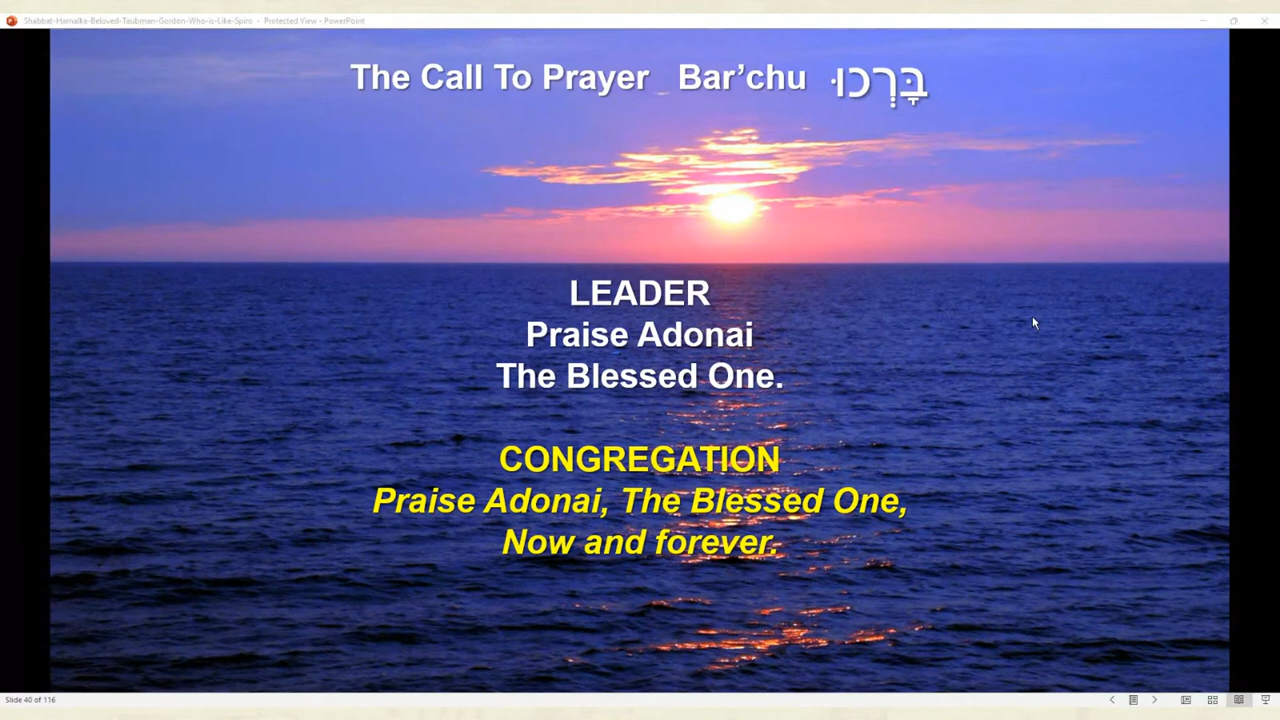 Shabbat-Hamalka-Beloved-Taubman-Gordon-Who-is-Like-Spiro - Protected View - PowerPoint
The Call To Prayer Bar’chu בָּרְכוּ
LEADER
Praise Adonai
The Blessed One.
CONGREGATION
Praise Adonai, The Blessed One,
Now and forever.
Slide 40 of 116